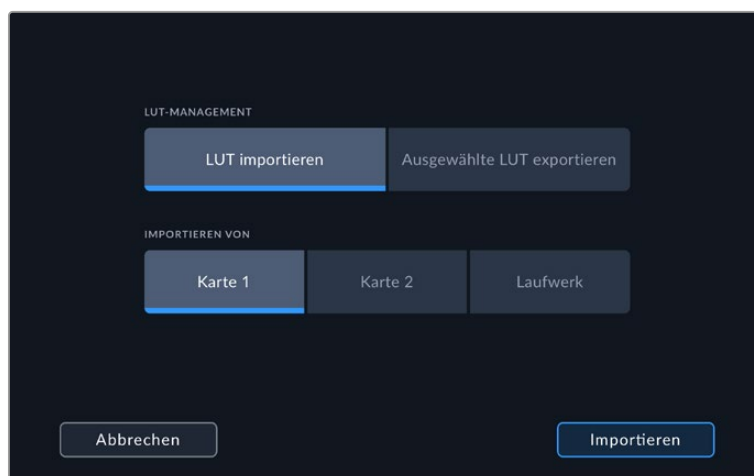 LUT-MANAGEMENT
LUT importieren
Ausgewählte LUT exportieren
IMPORTIEREN VON
Karte 1
Karte 2
Laufwerk
Abbrechen
Importieren